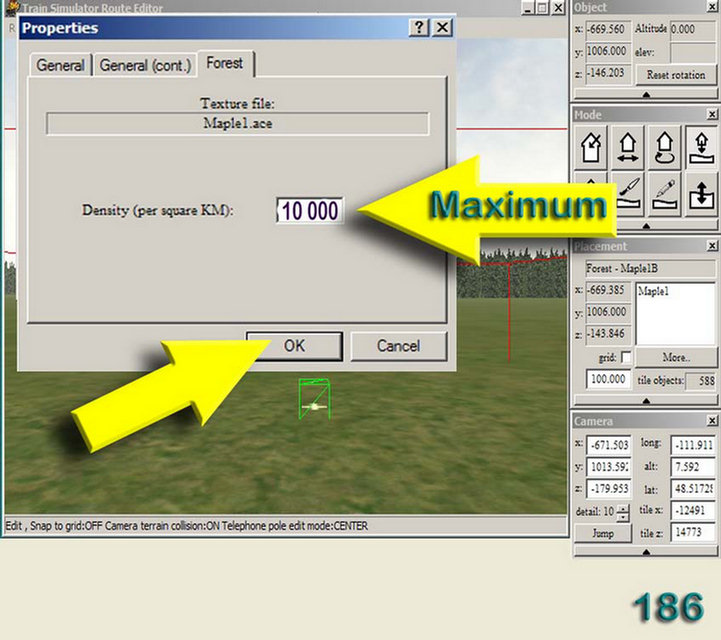 Train Simulator Route Editor
Properties
General General (cont.) Forest
Texture file:
Maple1.ace
Density (per square KM): 10 000
Maximum
OK Cancel
Edit , Snap to grid:OFF Camera terrain collision:ON Telephone pole edit mode:CENTER
Object
x: -669.560 Altitude 0.000
y: 1006.000 elev:
z: -146.203 Reset rotation
Mode
Placement
Forest - Maple1B
x: -669.385 Maple1
y: 1006.000
z: -143.846
grid: More..
100.000 tile objects: 588
Camera
x: -671.503 long: -111.911
y: 1013.592 alt: 7.592
z: -179.953 lat: 48.51728
detail: 10 tile x: -12491
Jump tile z: 14773
186